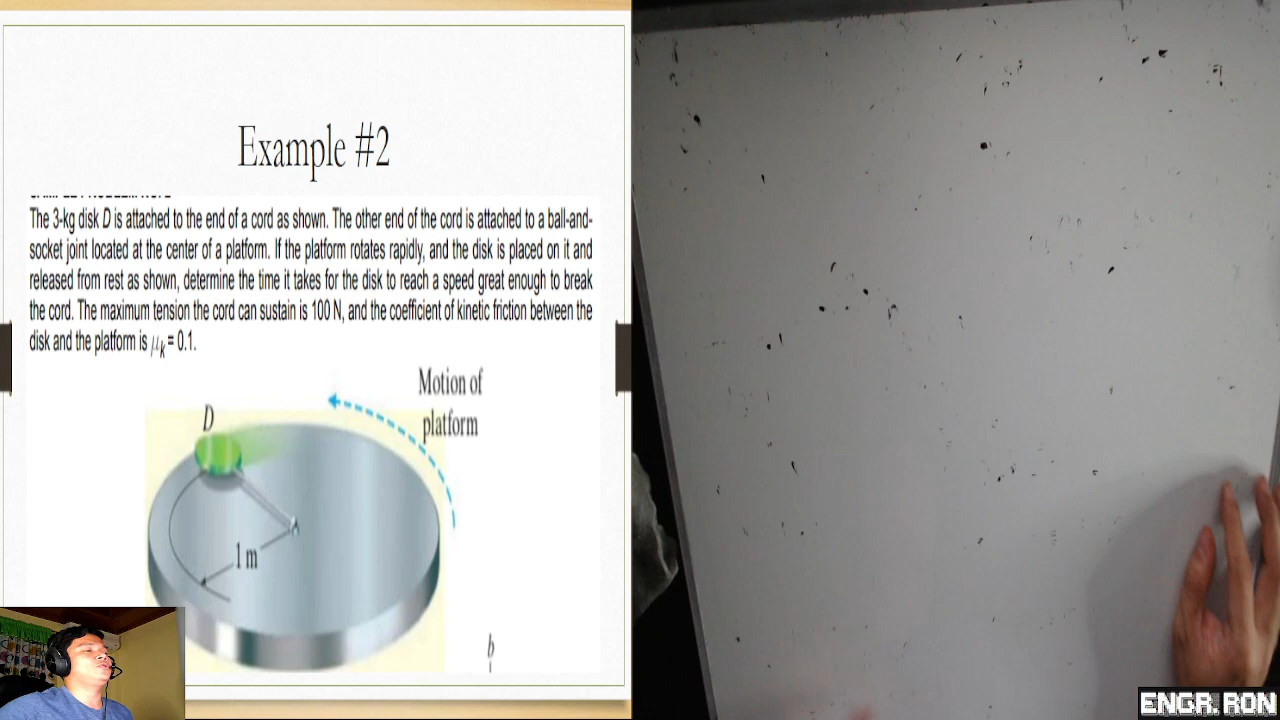 Example #2
The 3-kg disk D is attached to the end of a cord as shown. The other end of the cord is attached to a ball-and-
socket joint located at the center of a platform. If the platform rotates rapidly, and the disk is placed on it and
released from rest as shown, determine the time it takes for the disk to reach a speed great enough to break
the cord. The maximum tension the cord can sustain is 100 N, and the coefficient of kinetic friction between the
disk and the platform is μk = 0.1.
Motion of
platform
D
1 m
b
ENGR. RON